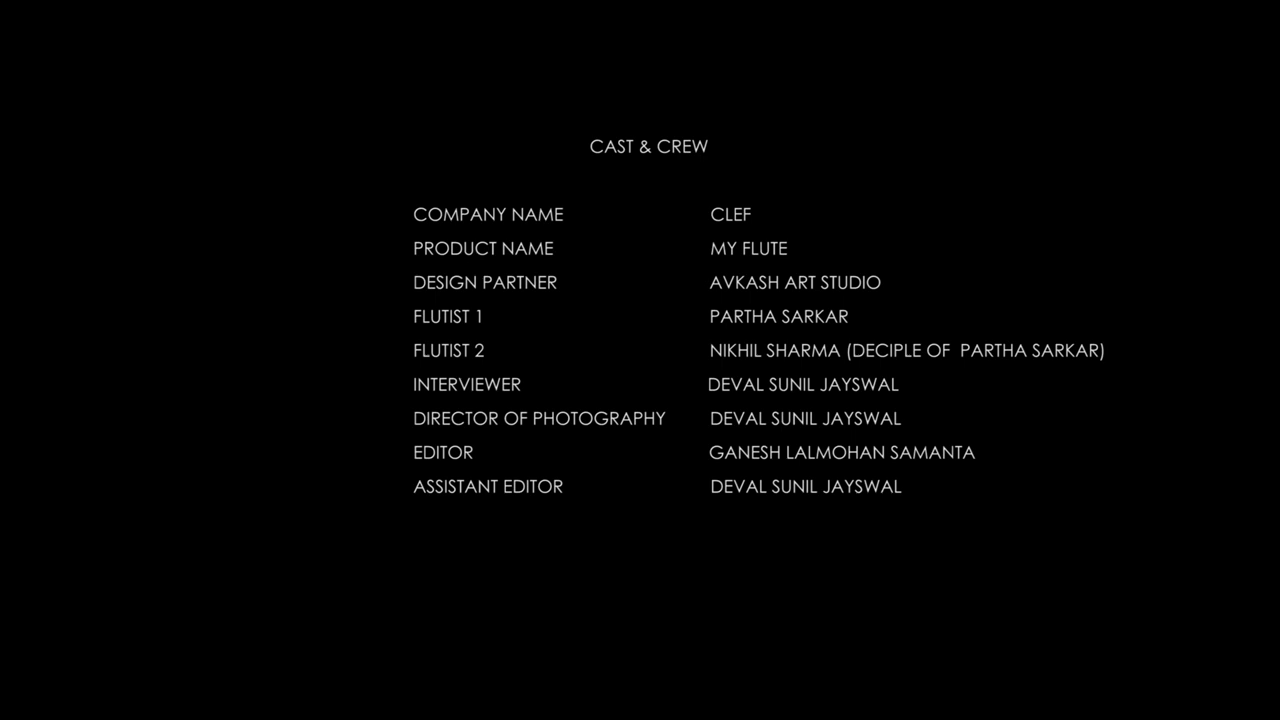 CAST & CREW
COMPANY NAME CLEF
PRODUCT NAME MY FLUTE
DESIGN PARTNER AVKASH ART STUDIO
FLUTIST 1 PARTHA SARKAR
FLUTIST 2 NIKHIL SHARMA (DECIPLE OF PARTHA SARKAR)
INTERVIEWER DEVAL SUNIL JAYSWAL
DIRECTOR OF PHOTOGRAPHY DEVAL SUNIL JAYSWAL
EDITOR GANESH LALMOHAN SAMANTA
ASSISTANT EDITOR DEVAL SUNIL JAYSWAL